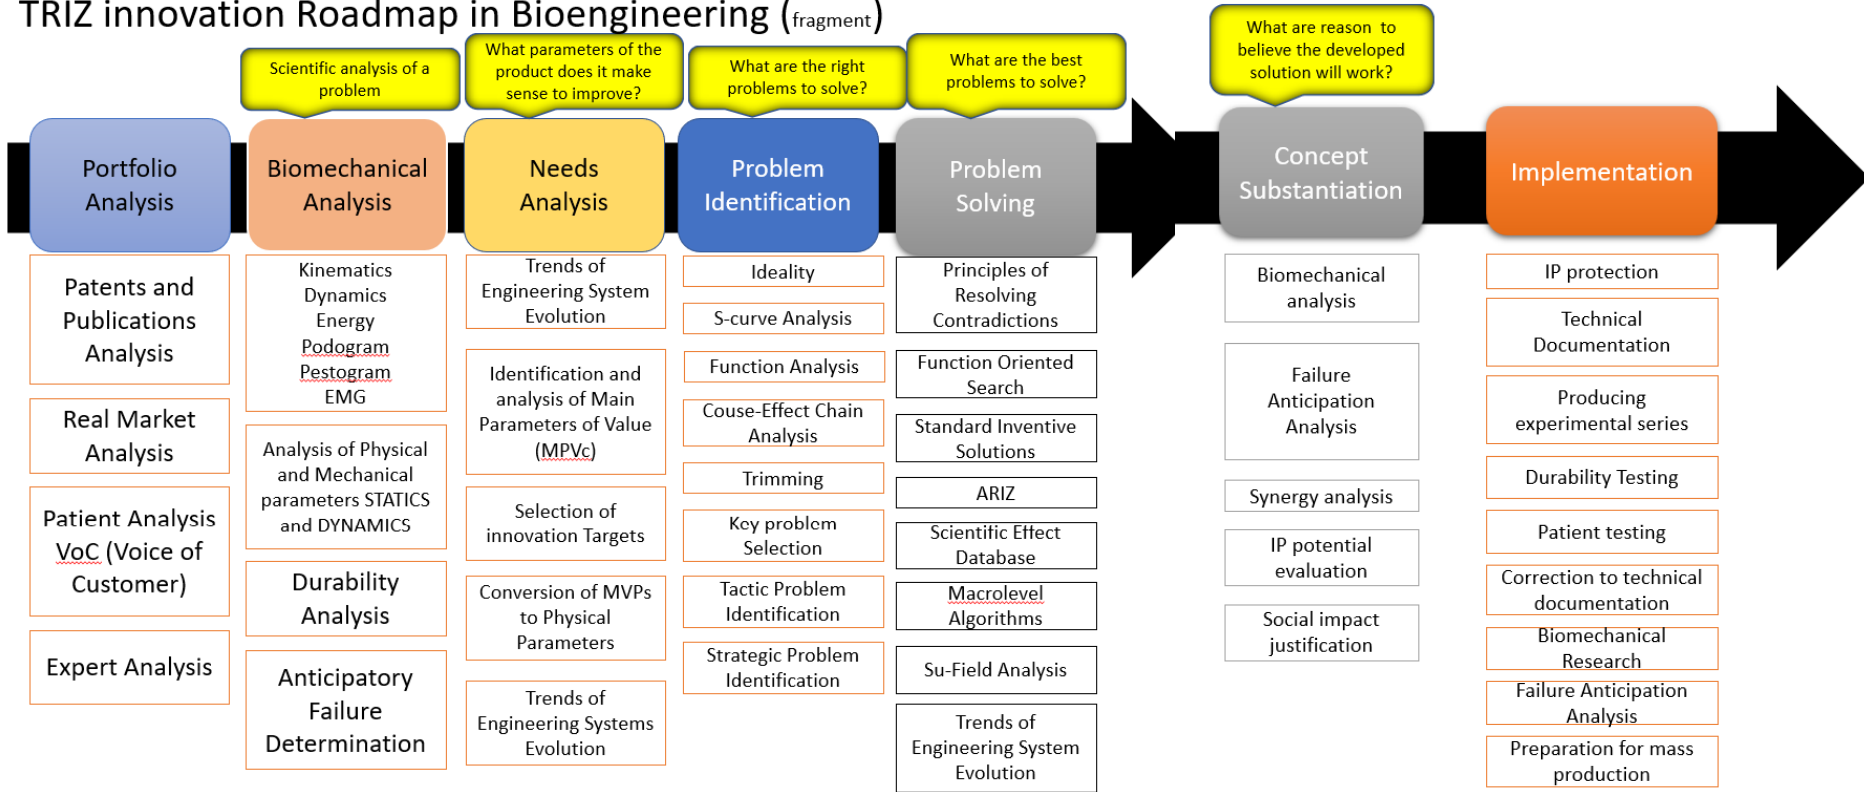 TRIZ innovation Roadmap in Bioengineering (fragment)
Scientific analysis of a
problem
What parameters of the
product does it make
sense to improve?
What are the right
problems to solve?
What are the best
problems to solve?
What are reason to
believe the developed
solution will work?
Portfolio
Analysis
Biomechanical
Analysis
Needs
Analysis
Problem
Identification
Problem
Solving
Concept
Substantiation
Implementation
Patents and
Publications
Analysis
Real Market
Analysis
Patient Analysis
VoC (Voice of
Customer)
Expert Analysis
Kinematics
Dynamics
Energy
Podogram
Pestogram
EMG
Analysis of Physical
and Mechanical
parameters STATICS
and DYNAMICS
Durability
Analysis
Anticipatory
Failure
Determination
Trends of
Engineering System
Evolution
Identification and
analysis of Main
Parameters of Value
(MPVc)
Selection of
innovation Targets
Conversion of MVPs
to Physical
Parameters
Trends of
Engineering Systems
Evolution
Ideality
S-curve Analysis
Function Analysis
Couse-Effect Chain
Analysis
Trimming
Key problem
Selection
Tactic Problem
Identification
Strategic Problem
Identification
Principles of
Resolving
Contradictions
Function Oriented
Search
Standard Inventive
Solutions
ARIZ
Scientific Effect
Database
Macrolevel
Algorithms
Su-Field Analysis
Trends of
Engineering System
Evolution
Biomechanical
analysis
Failure
Anticipation
Analysis
Synergy analysis
IP potential
evaluation
Social impact
justification
IP protection
Technical
Documentation
Producing
experimental series
Durability Testing
Patient testing
Correction to technical
documentation
Biomechanical
Research
Failure Anticipation
Analysis
Preparation for mass
production